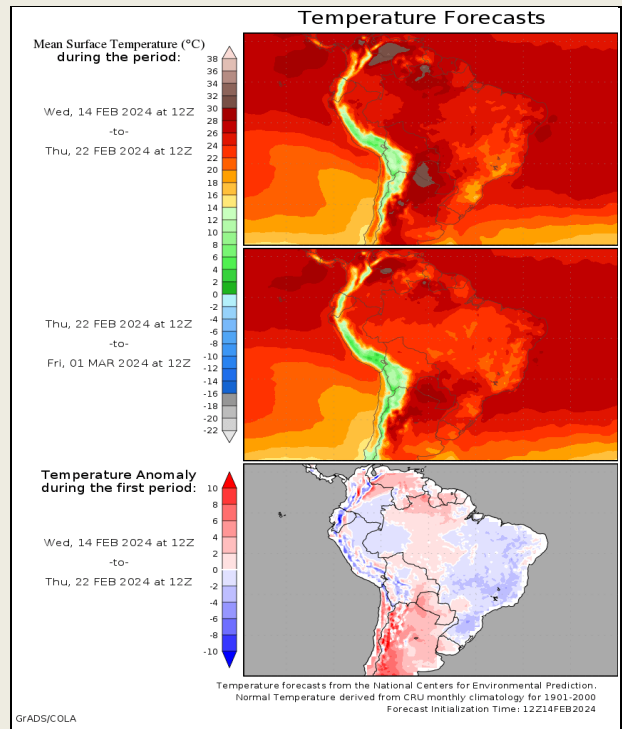 Temperature Forecasts
Mean Surface Temperature (°C)
during the period:
Wed, 14 FEB 2024 at 12Z
-to-
Thu, 22 FEB 2024 at 12Z
38
36
34
32
30
28
26
24
22
20
18
16
14
12
10
8
6
4
2
0
-2
-4
-6
-8
-10
-12
-14
-16
-18
-20
-22
Thu, 22 FEB 2024 at 12Z
-to-
Fri, 01 MAR 2024 at 12Z
Temperature Anomaly
during the first period:
Wed, 14 FEB 2024 at 12Z
-to-
Thu, 22 FEB 2024 at 12Z
10
8
6
4
2
0
-2
-4
-6
-8
-10
Temperature forecasts from the National Centers for Environmental Prediction.
Normal Temperature derived from CRU monthly climatology for 1901-2000
Forecast Initialization Time: 12Z14FEB2024
GrADS/COLA